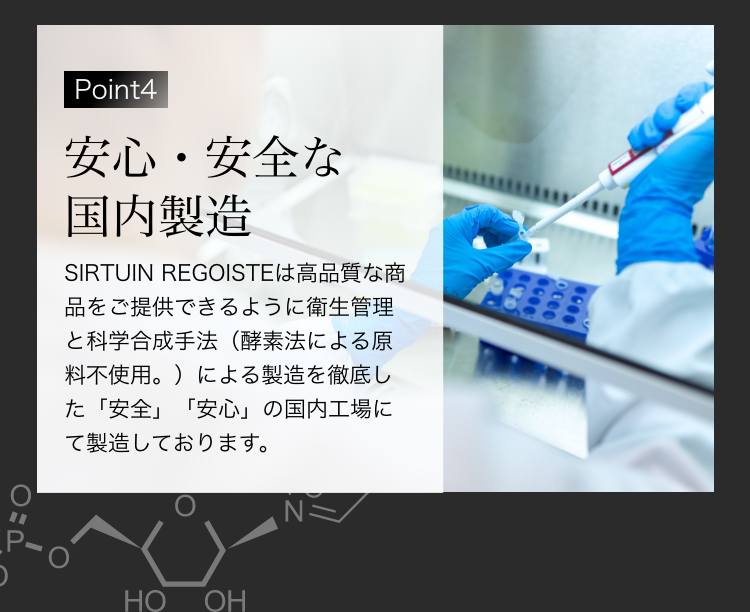 Point4
安心・安全な
国内製造
SIRTUIN REGOISTEは高品質な商
品をご提供できるように衛生管理
と科学合成手法（酵素法による原
料不使用。）による製造を徹底し
た「安全」「安心」の国内工場に
て製造しております。
O
P
O
O
N
HO
OH